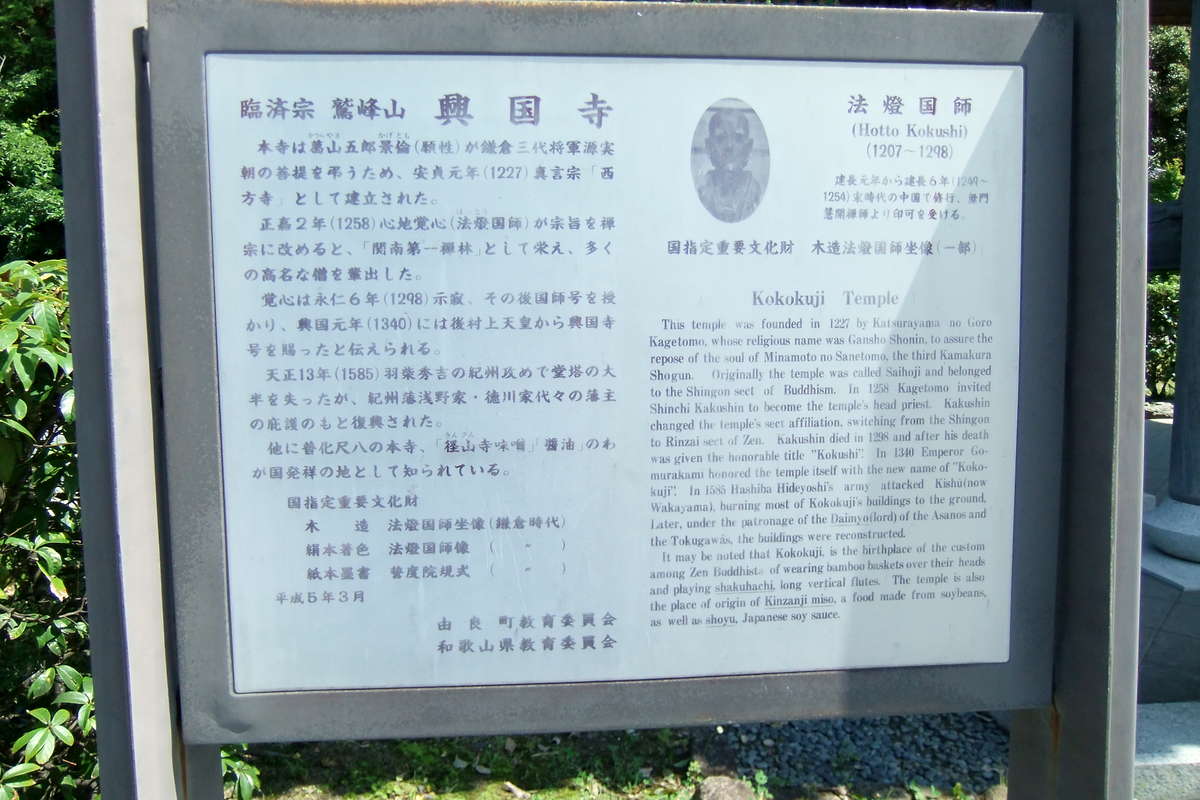 臨済宗 鷲峰山 興国寺
かつらやま かげとも
本寺は葛山五郎景倫(願性)が鎌倉三代将軍源実
朝の菩提を弔うため、安貞元年(1227)真言宗「西
方寺」として建立された。
正嘉2年(1258)心地覚心(法燈国師)が宗旨を禅
宗に改めると、「関南第一禅林」として栄え、多く
の高名な僧を輩出した。
覚心は永仁6年(1298)示寂、その後国師号を授
かり、興国元年(1340)には後村上天皇から興国寺
号を賜ったと伝えられる。
天正13年(1585)羽柴秀吉の紀州攻めで堂塔の大
半を失ったが、紀州藩浅野家・徳川家代々の藩主
の庇護のもと復興された。
きんざん
他に普化尺八の本寺、「径山寺味噌」「醬油」のわ
が国発祥の地として知られている。
国指定重要文化財
木 造 法燈国師坐像(鎌倉時代)
絹本着色 法燈国師像 ( 〃 )
紙本墨書 誓度院規式 ( 〃 )
平成5年3月
由良町教育委員会
和歌山県教育委員会
法燈国師
(Hotto Kokushi)
(1207～1298)
建長元年から建長6年(1249～
1254)宋時代の中国で修行、無門
慧開禅師より印可を受ける。
国指定重要文化財 木造法燈国師坐像(一部)
Kokokuji Temple
This temple was founded in 1227 by Katsurayama no Goro
Kagetomo, whose religious name was Gansho Shonin, to assure the
repose of the soul of Minamoto no Sanetomo, the third Kamakura
Shogun. Originally the temple was called Saihoji and belonged
to the Shingon sect of Buddhism. In 1258 Kagetomo invited
Shinchi Kakushin to become the temple's head priest. Kakushin
changed the temple's sect affiliation, switching from the Shingon
to Rinzai sect of Zen. Kakushin died in 1298 and after his death
was given the honorable title "Kokushi". In 1340 Emperor Go-
murakami honored the temple itself with the new name of "Koko-
kuji". In 1585 Hashiba Hideyoshi's army attacked Kishū(now
Wakayama), burning most of Kokokuji's buildings to the ground.
Later, under the patronage of the Daimyo(lord) of the Asanos and
the Tokugawas, the buildings were reconstructed.
It may be noted that Kokokuji, is the birthplace of the custom
among Zen Buddhists of wearing bamboo baskets over their heads
and playing shakuhachi, long vertical flutes. The temple is also
the place of origin of Kinzanji miso, a food made from soybeans,
as well as shoyu, Japanese soy sauce.